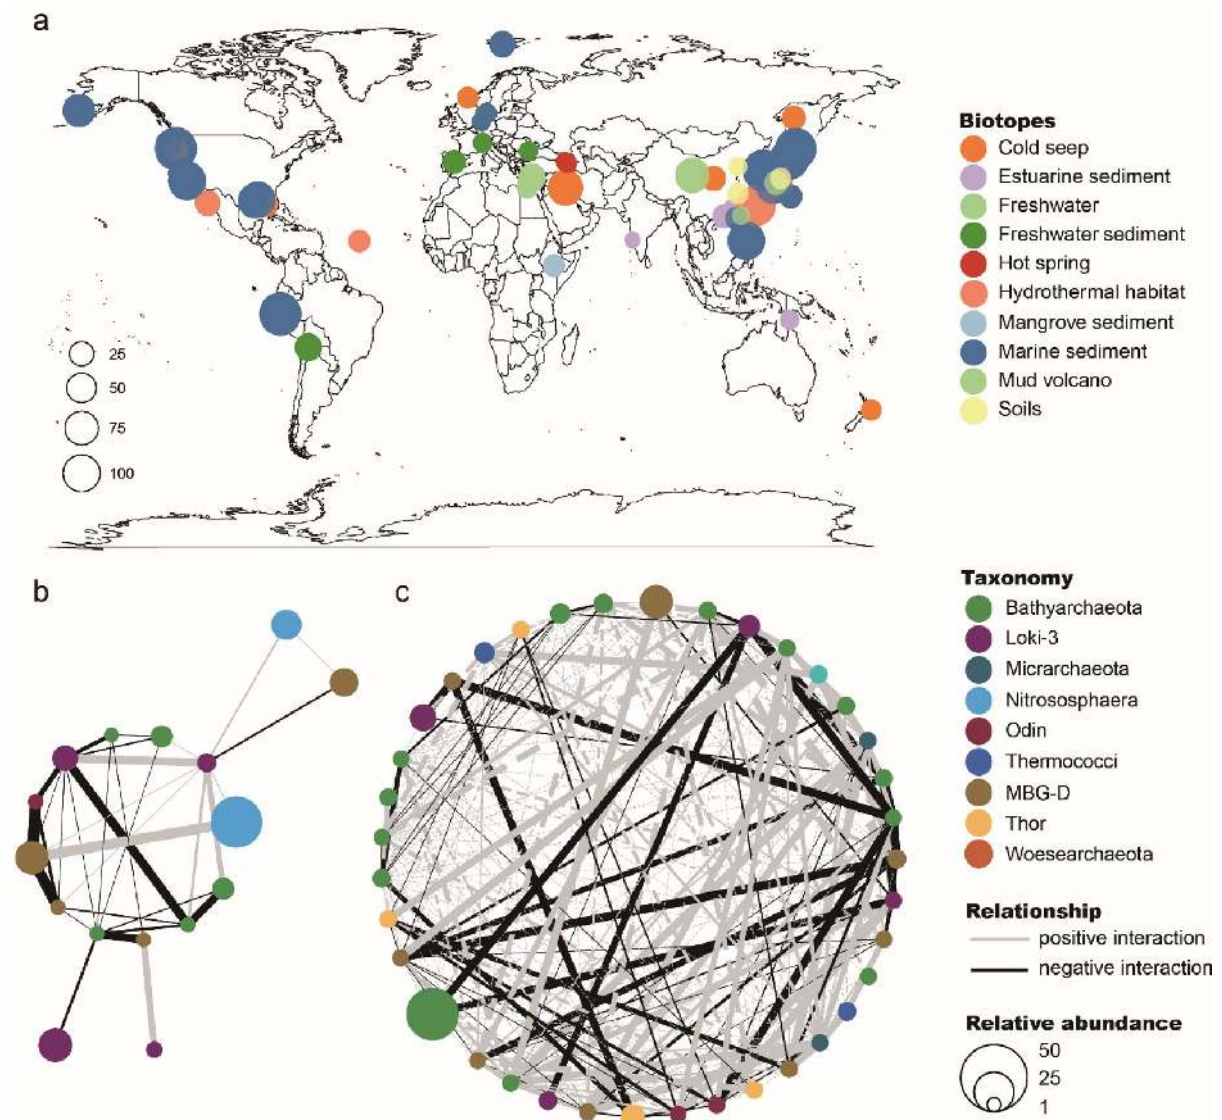 a
Biotopes
Cold seep
Estuarine sediment
Freshwater
Freshwater sediment
Hot spring
Hydrothermal habitat
Mangrove sediment
Marine sediment
Mud volcano
Soils
25
50
75
100
b
c
Taxonomy
Bathyarchaeota
Loki-3
Micrarchaeota
Nitrososphaera
Odin
Thermococci
MBG-D
Thor
Woesearchaeota
Relationship
positive interaction
negative interaction
Relative abundance
50
25
1